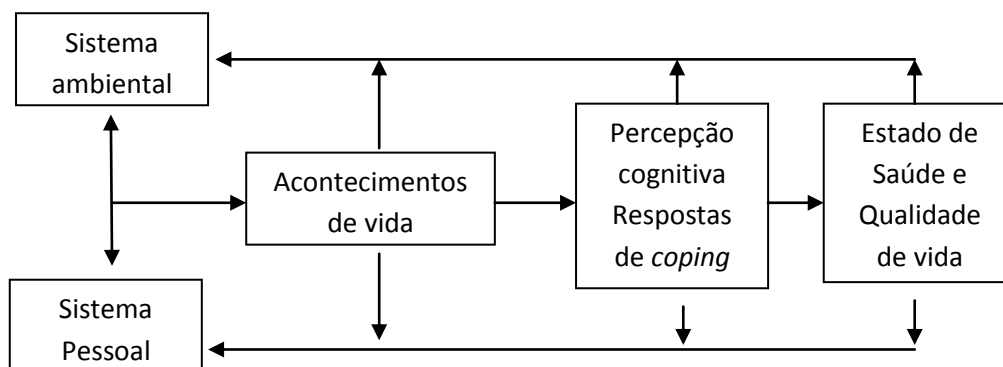 Sistema
ambiental
Acontecimentos
de vida
Percepção
cognitiva
Respostas
de coping
Estado de
Saúde e
Qualidade
de vida
Sistema
Pessoal